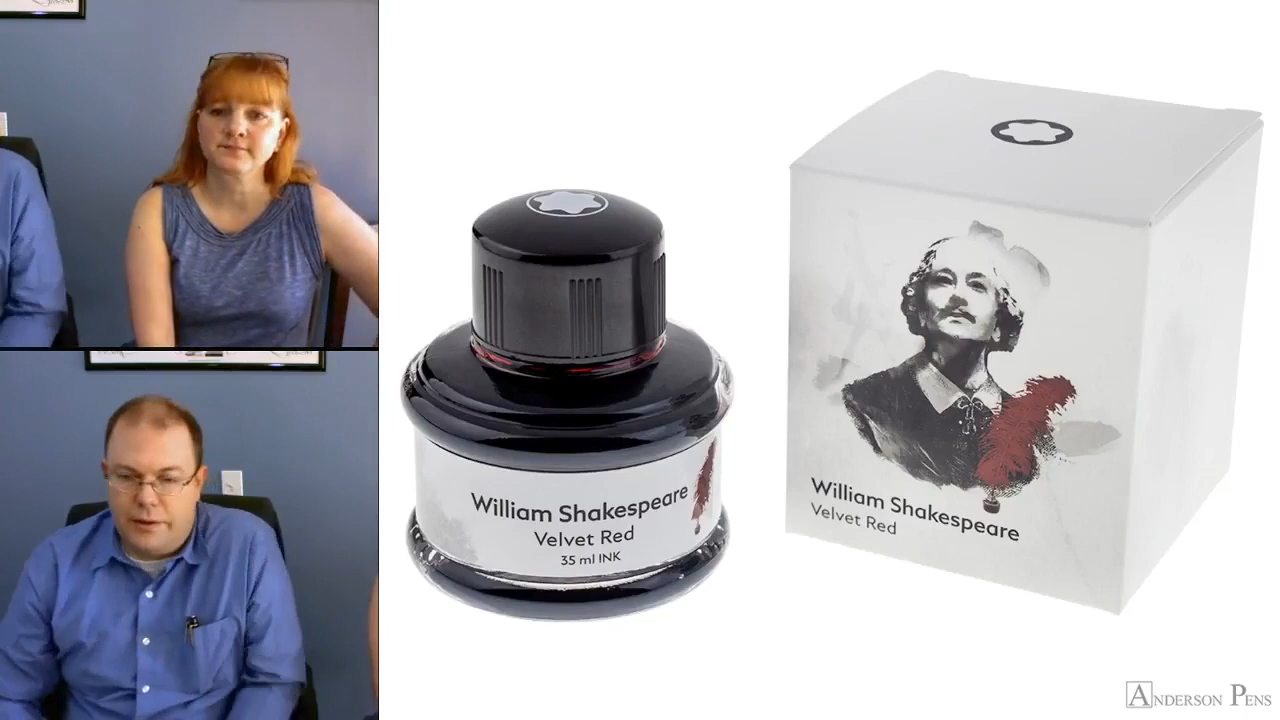 William Shakespeare
Velvet Red
35 ml INK
William Shakespeare
Velvet Red
ANDERSON PENS